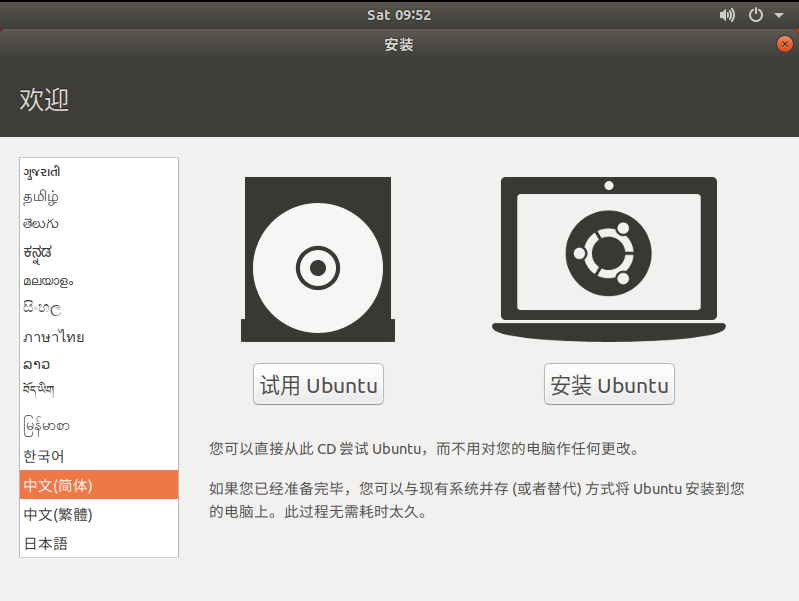 Sat 09:52
安装
欢迎
ગુજરાતી
தமிழ்
తెలుగు
ಕನ್ನಡ
മലയാളം
සිංහල
ภาษาไทย
ລາວ
བོད་ཡིག
မြန်မာစာ
한국어
中文(简体)
中文(繁體)
日本語
试用 Ubuntu
安装 Ubuntu
您可以直接从此 CD 尝试 Ubuntu，而不用对您的电脑作任何更改。
如果您已经准备完毕，您可以与现有系统并存 (或者替代) 方式将 Ubuntu 安装到您
的电脑上。此过程无需耗时太久。